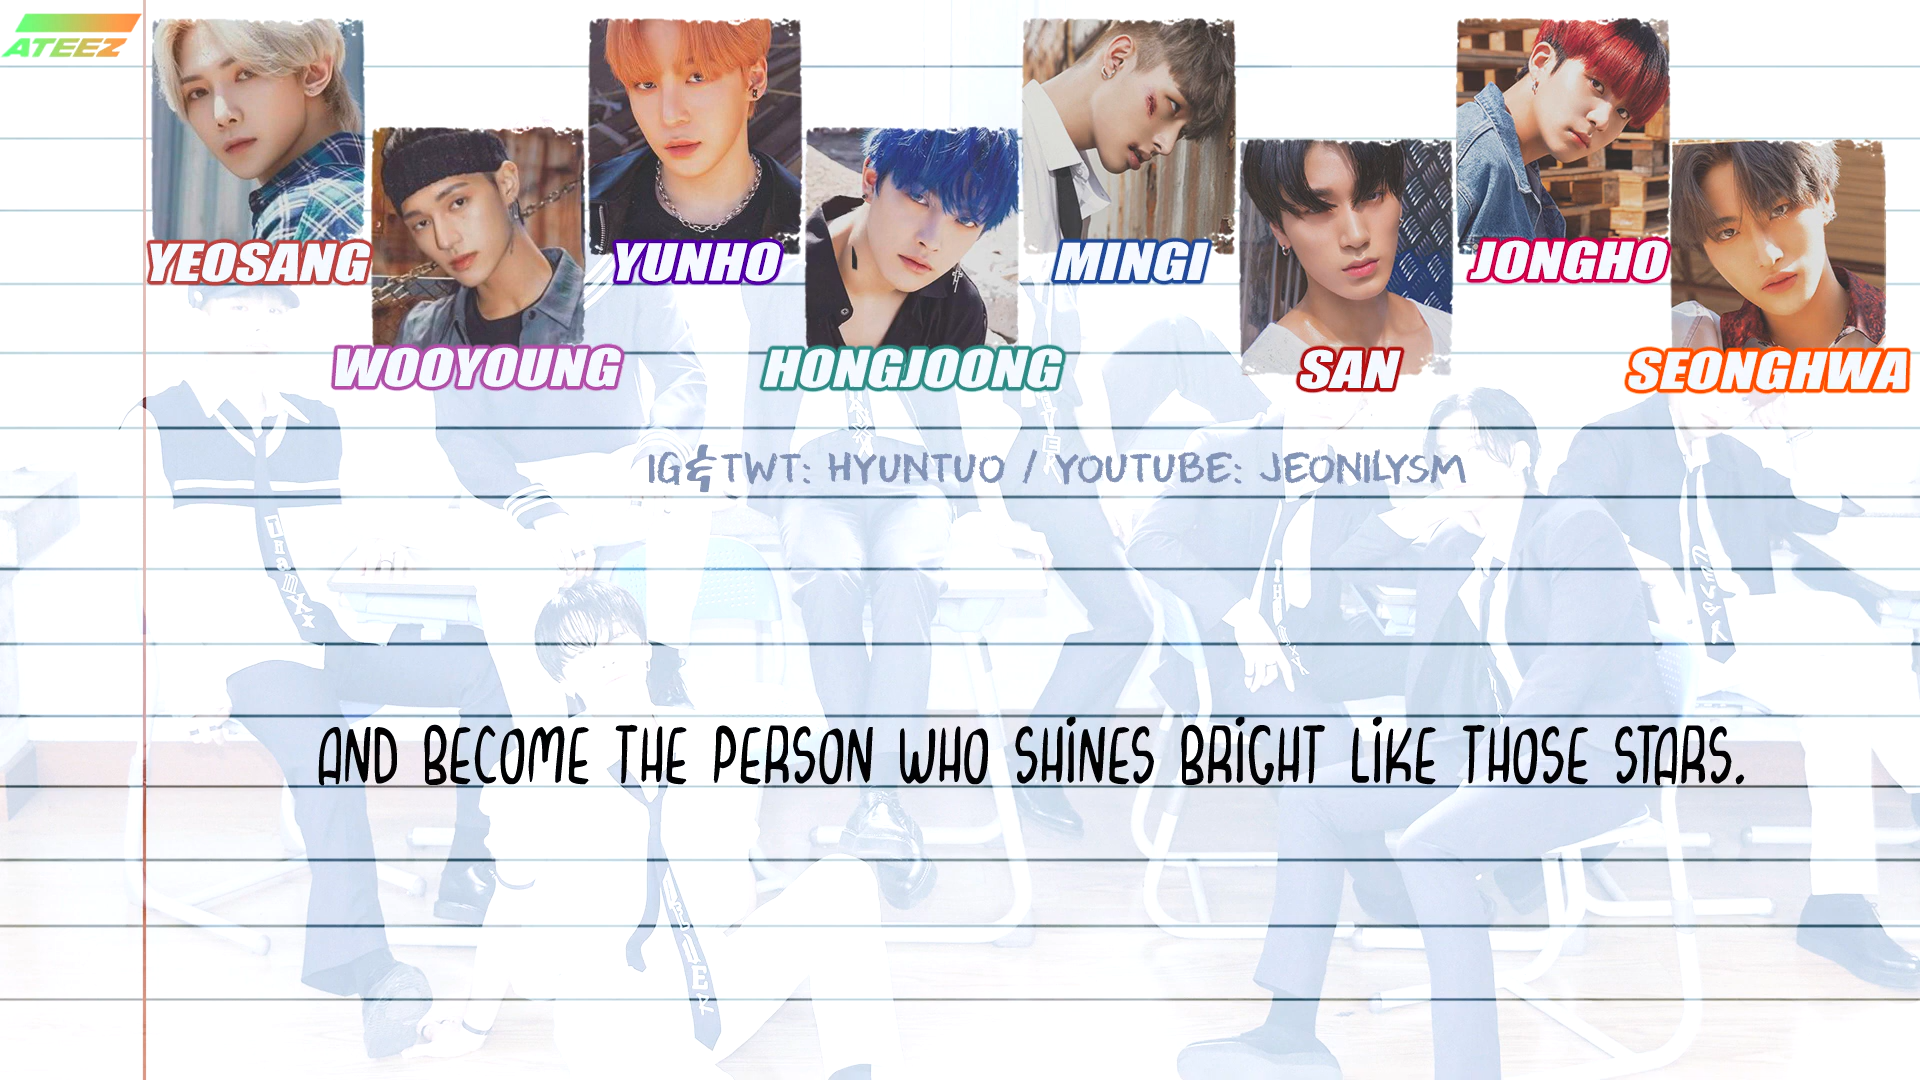 ATEEZ
YEOSANG
WOOYOUNG
YUNHO
HONGJOONG
MINGI
SAN
JONGHO
SEONGHWA
IG&TWT: HYUNTUO / YOUTUBE: JEONILYSM
AND BECOME THE PERSON WHO SHINES BRIGHT LIKE THOSE STARS.